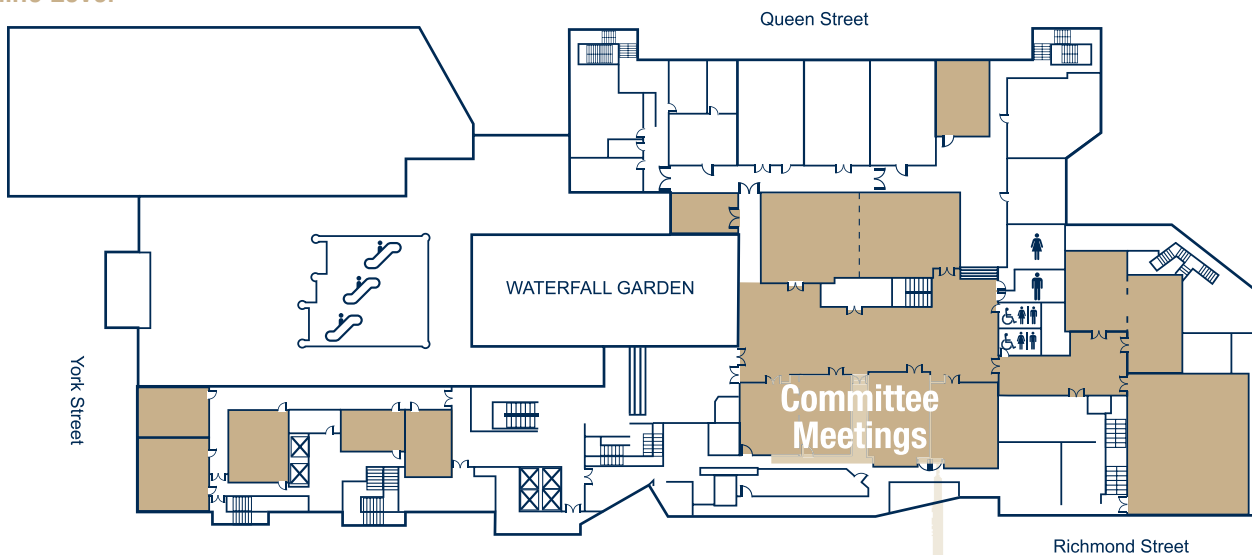 Queen Street
WATERFALL GARDEN
York Street
Committee
Meetings
Richmond Street